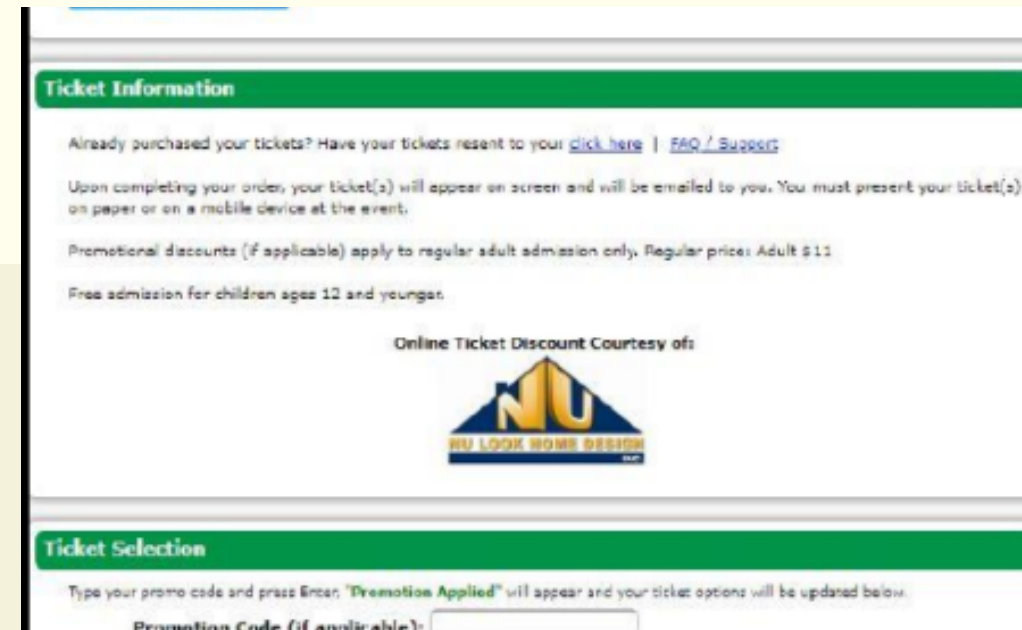 Ticket Information
Already purchased your tickets? Have your tickets resent to you: click here | FAQ / Support
Upon completing your order, your ticket(s) will appear on screen and will be emailed to you. You must present your ticket(s)
on paper or on a mobile device at the event.
Promotional discounts (if applicable) apply to regular adult admission only. Regular price: Adult $11
Free admission for children ages 12 and younger.
Online Ticket Discount Courtesy of:
NU
NU LOOK HOME DESIGN
INC
Ticket Selection
Type your promo code and press Enter. "Promotion Applied" will appear and your ticket options will be updated below.
Promotion Code (if applicable):